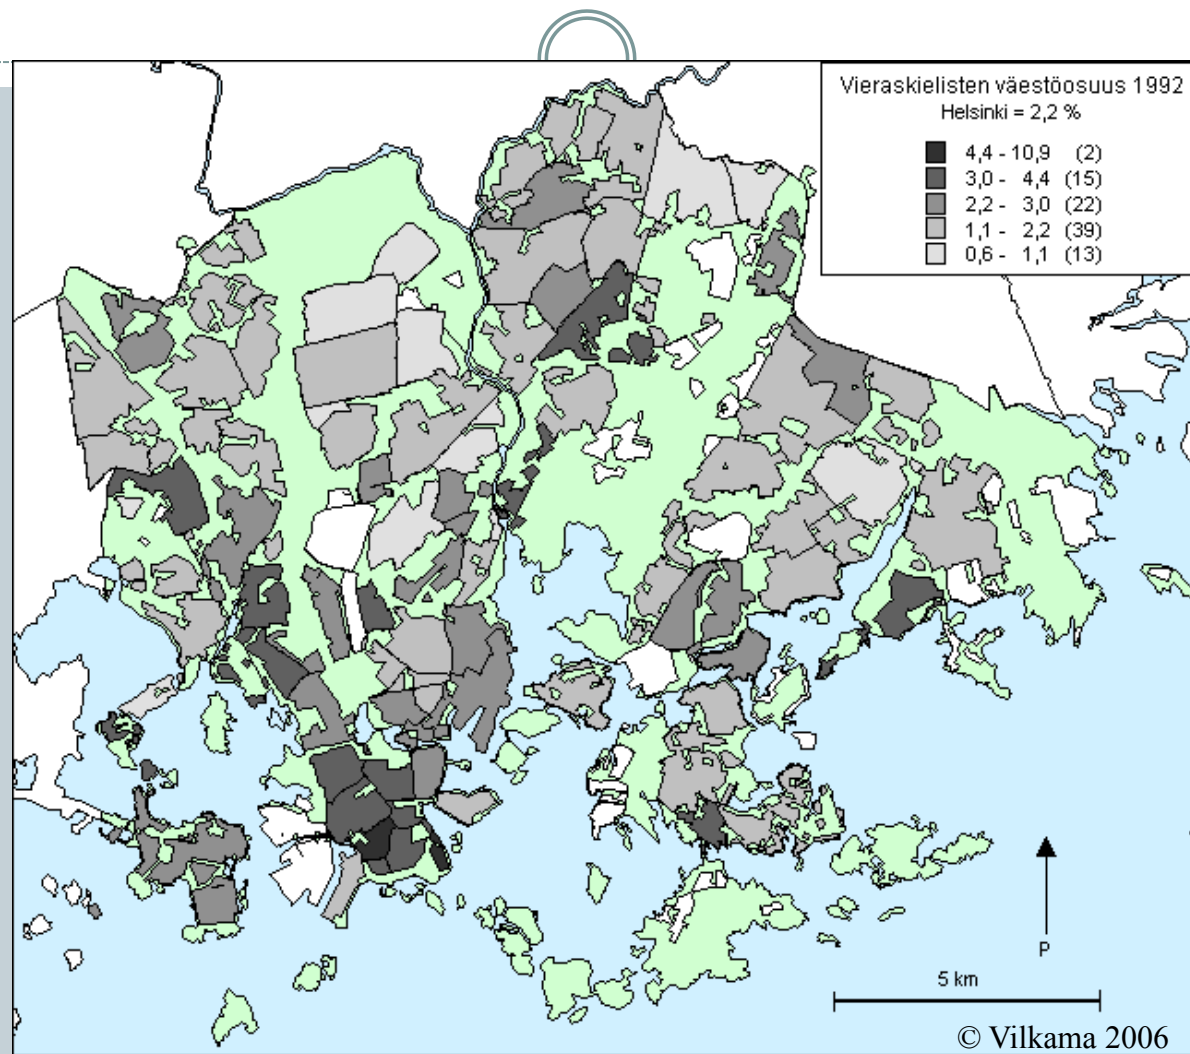 Vieraskielisten väestöosuus 1992
Helsinki = 2,2 %
4,4 - 10,9 (2)
3,0 - 4,4 (15)
2,2 - 3,0 (22)
1,1 - 2,2 (39)
0,6 - 1,1 (13)
P
5 km
© Vilkama 2006